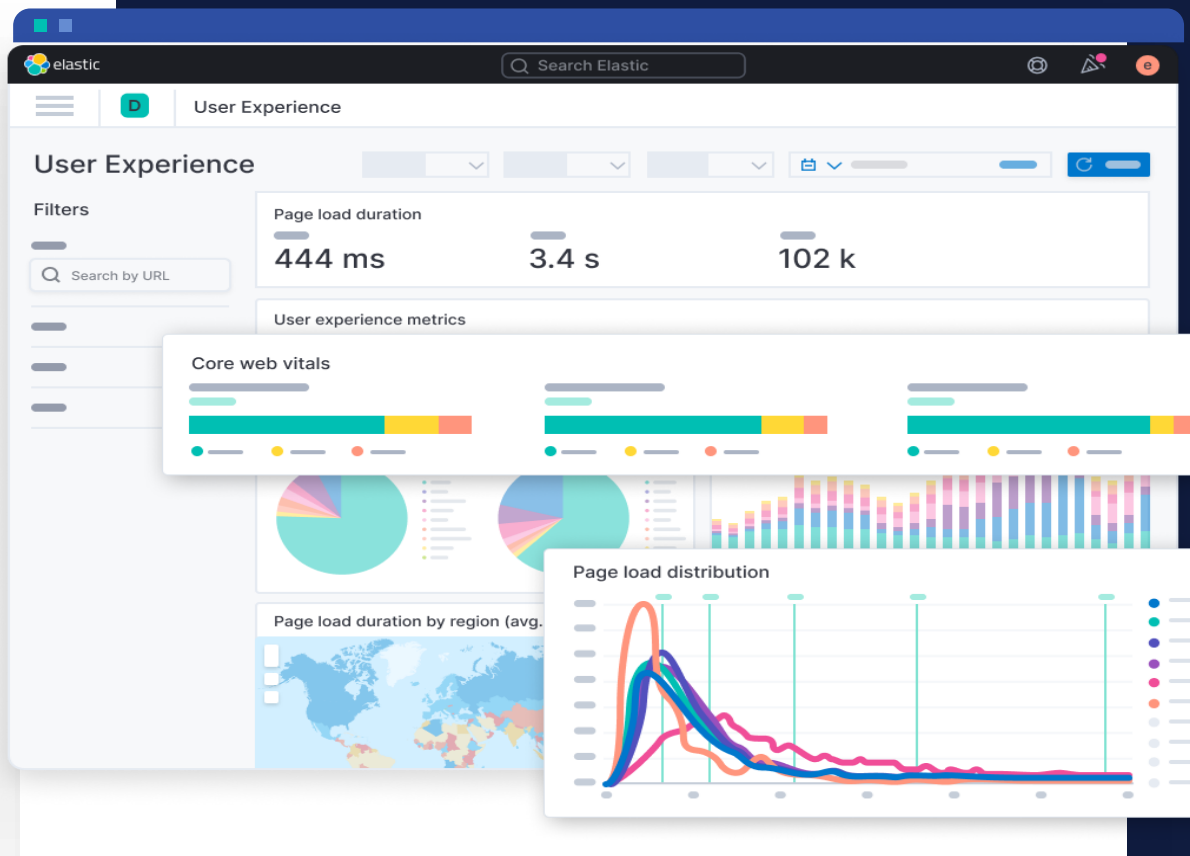 elastic
Search Elastic
e
D
User Experience
User Experience
Filters
Search by URL
Page load duration
444 ms
3.4 s
102 k
User experience metrics
Core web vitals
Page load distribution
Page load duration by region (avg.